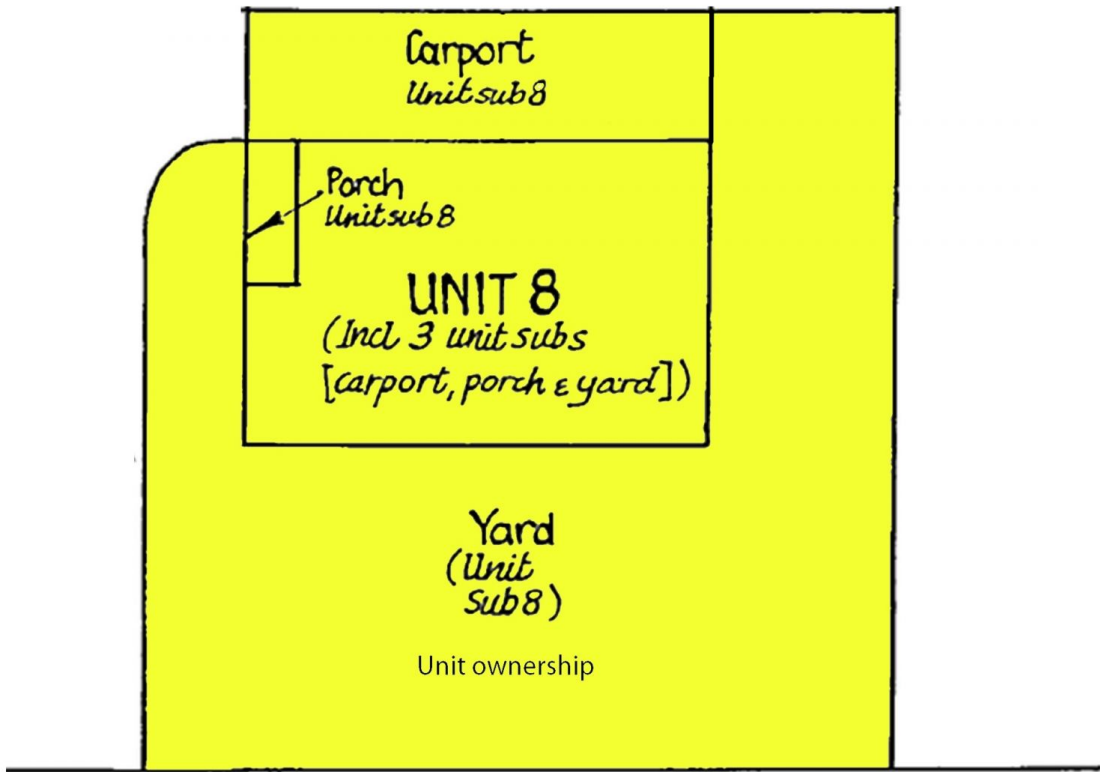 Carport
Unitsub8
Porch
Unitsub8
UNIT 8
(Incl 3 unitsubs
[carport, porch ε yard])
Yard
(Unit
Sub8)
Unit ownership